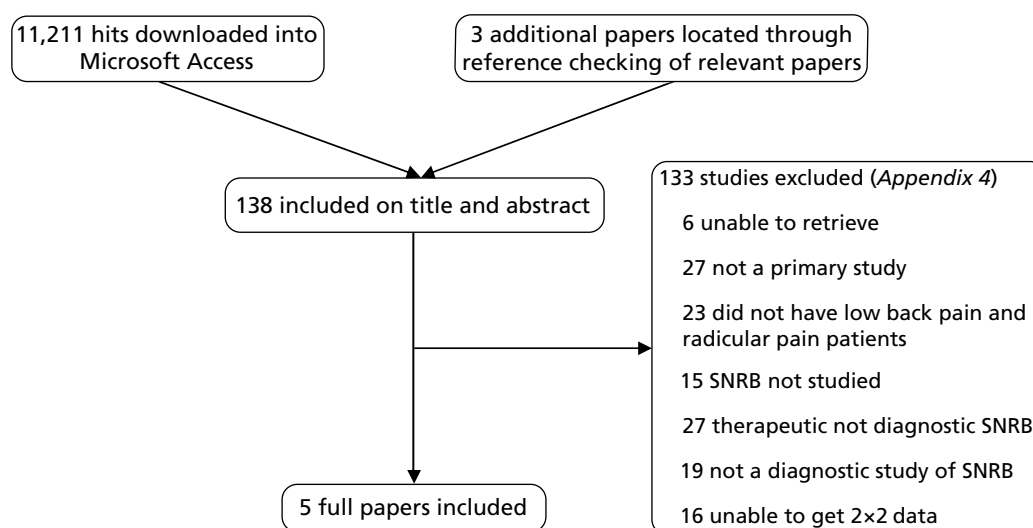 11,211 hits downloaded into
Microsoft Access
3 additional papers located through
reference checking of relevant papers
138 included on title and abstract
133 studies excluded (Appendix 4)
6 unable to retrieve
27 not a primary study
23 did not have low back pain and
radicular pain patients
15 SNRB not studied
27 therapeutic not diagnostic SNRB
19 not a diagnostic study of SNRB
16 unable to get 2×2 data
5 full papers included